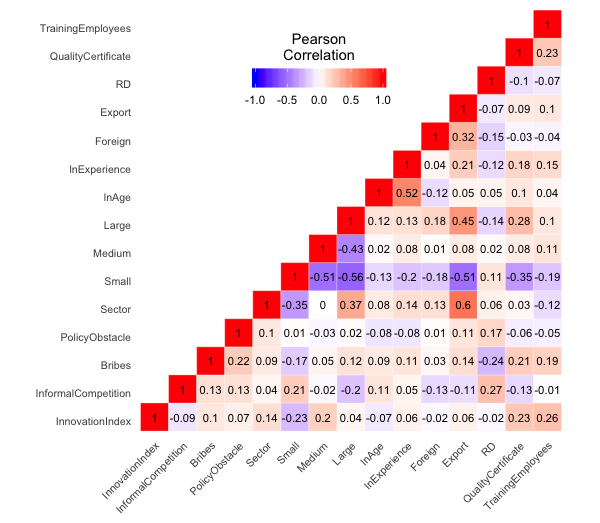 Pearson
Correlation
-1.0 -0.5 0.0 0.5 1.0
TrainingEmployees 1
QualityCertificate 1 0.23
RD 1 -0.1 -0.07
Export 1 -0.07 0.09 0.1
Foreign 1 0.32 -0.15 -0.03 -0.04
lnExperience 1 0.04 0.21 -0.12 0.18 0.15
lnAge 1 0.52 -0.12 0.05 0.05 0.1 0.04
Large 1 0.12 0.13 0.18 0.45 -0.14 0.28 0.1
Medium 1 -0.43 0.02 0.08 0.01 0.08 0.02 0.08 0.11
Small 1 -0.51 -0.56 -0.13 -0.2 -0.18 -0.51 0.11 -0.35 -0.19
Sector 1 -0.35 0 0.37 0.08 0.14 0.13 0.6 0.06 0.03 -0.12
PolicyObstacle 1 0.1 0.01 -0.03 0.02 -0.08 -0.08 0.01 0.11 0.17 -0.06 -0.05
Bribes 1 0.22 0.09 -0.17 0.05 0.12 0.09 0.11 0.03 0.14 -0.24 0.21 0.19
InformalCompetition 1 0.13 0.13 0.04 0.21 -0.02 -0.2 0.11 0.05 -0.13 -0.11 0.27 -0.13 -0.01
InnovationIndex 1 -0.09 0.1 0.07 0.14 -0.23 0.2 0.04 -0.07 0.06 -0.02 0.06 -0.02 0.23 0.26
InnovationIndex
InformalCompetition
Bribes
PolicyObstacle
Sector
Small
Medium
Large
lnAge
lnExperience
Foreign
Export
RD
QualityCertificate
TrainingEmployees